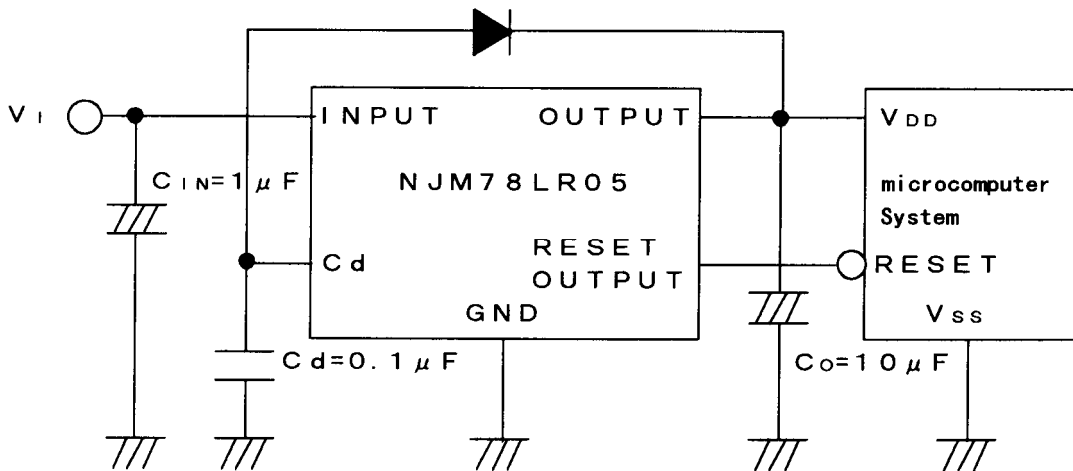 VI
INPUT
OUTPUT
VDD
CIN=1μF
NJM78LR05
microcomputer
System
Cd
RESET
OUTPUT
RESET
GND
VSS
Cd=0.1μF
CO=10μF